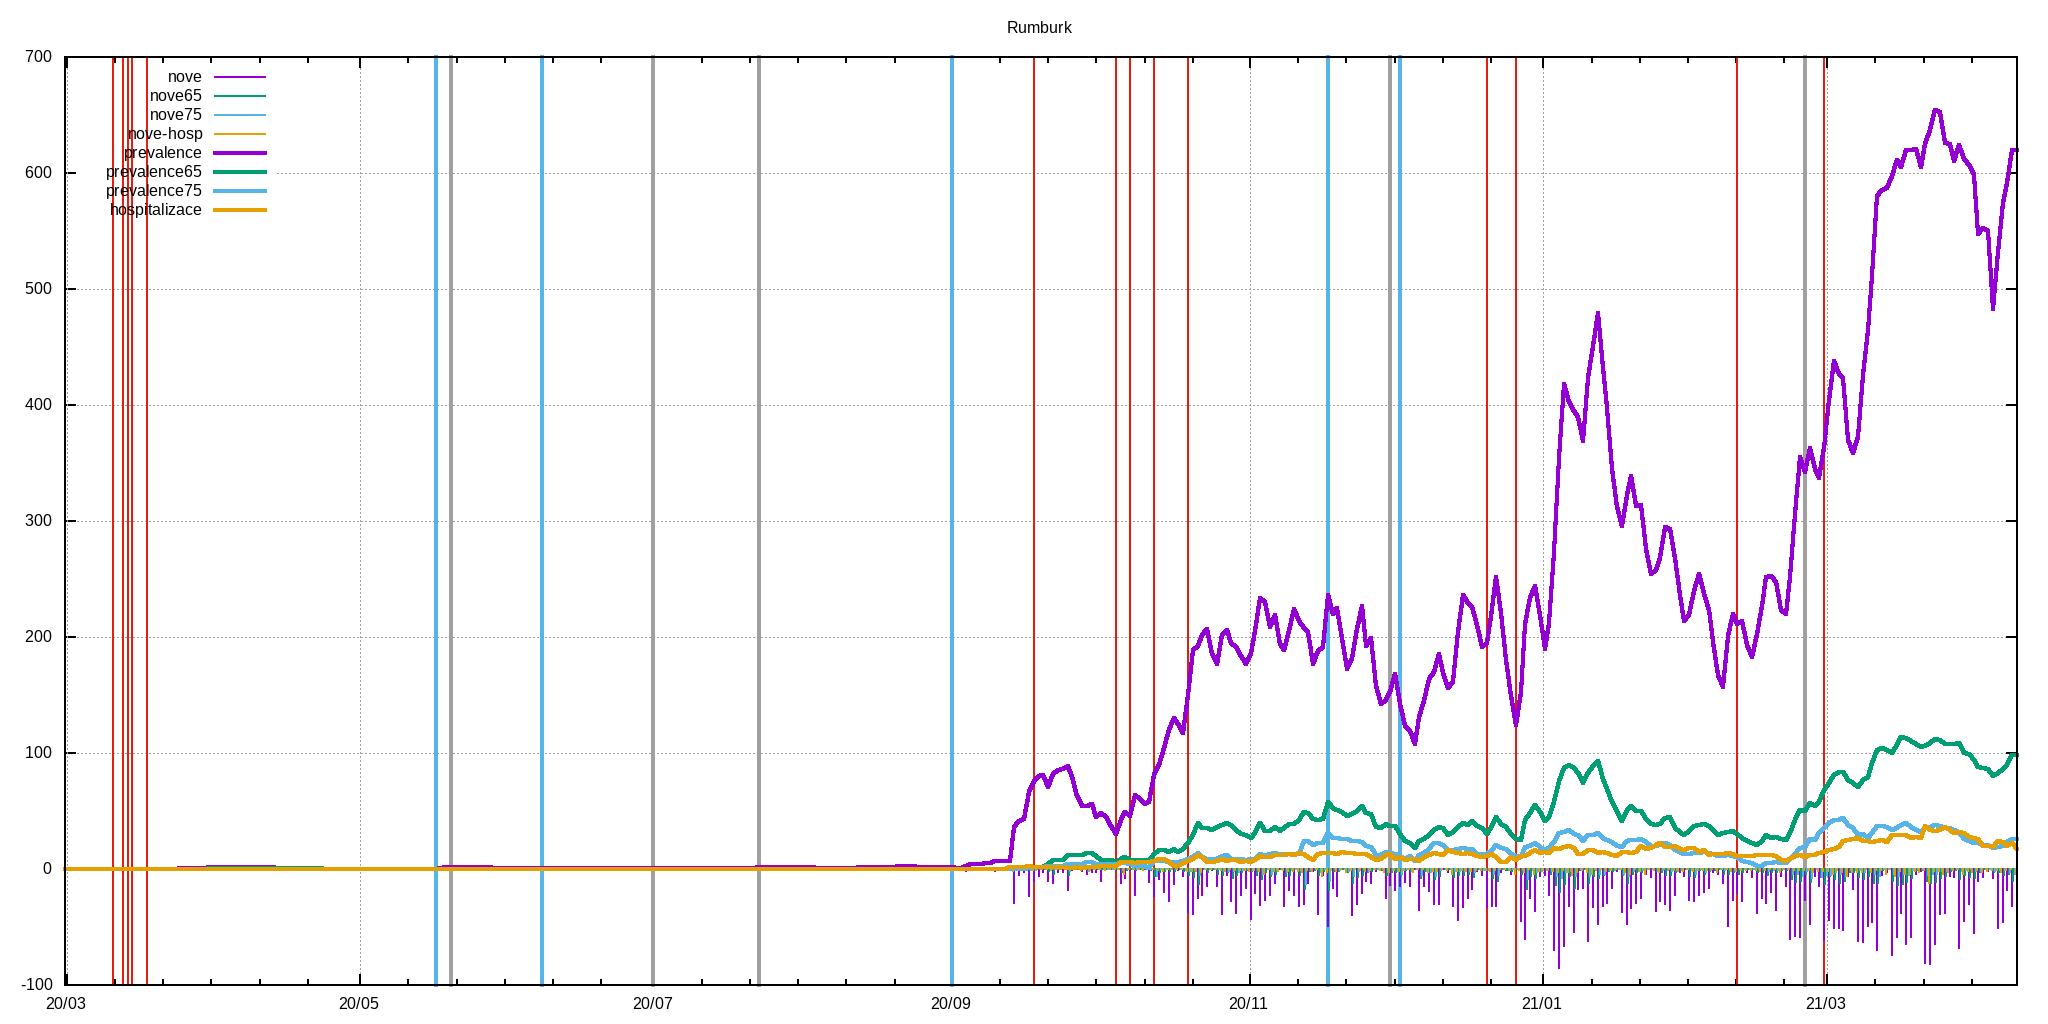 Rumburk
700
600
500
400
300
200
100
0
-100
nove
nove65
nove75
nove-hosp
prevalence
prevalence65
prevalence75
hospitalizace
20/03 20/05 20/07 20/09 20/11 21/01 21/03